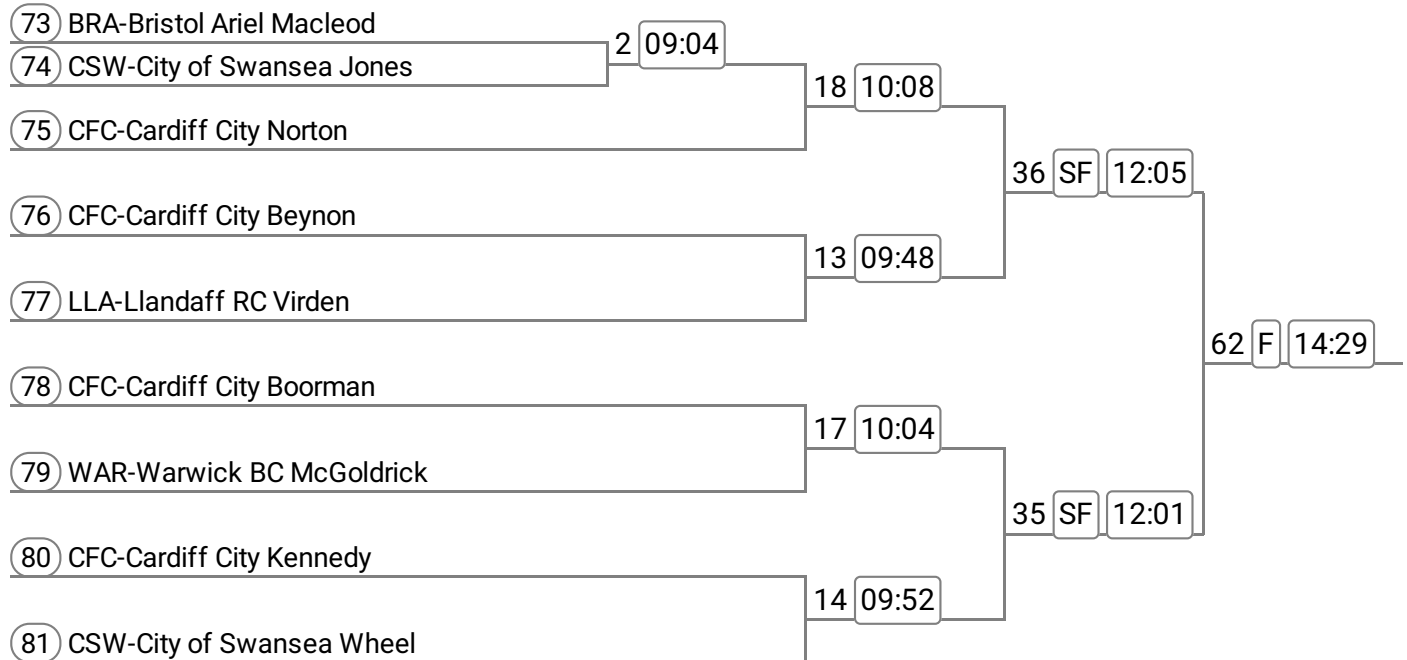 73 BRA-Bristol Ariel Macleod
2 09:04
74 CSW-City of Swansea Jones
18 10:08
75 CFC-Cardiff City Norton
36 SF 12:05
76 CFC-Cardiff City Beynon
13 09:48
77 LLA-Llandaff RC Virden
62 F 14:29
78 CFC-Cardiff City Boorman
17 10:04
79 WAR-Warwick BC McGoldrick
35 SF 12:01
80 CFC-Cardiff City Kennedy
14 09:52
81 CSW-City of Swansea Wheel